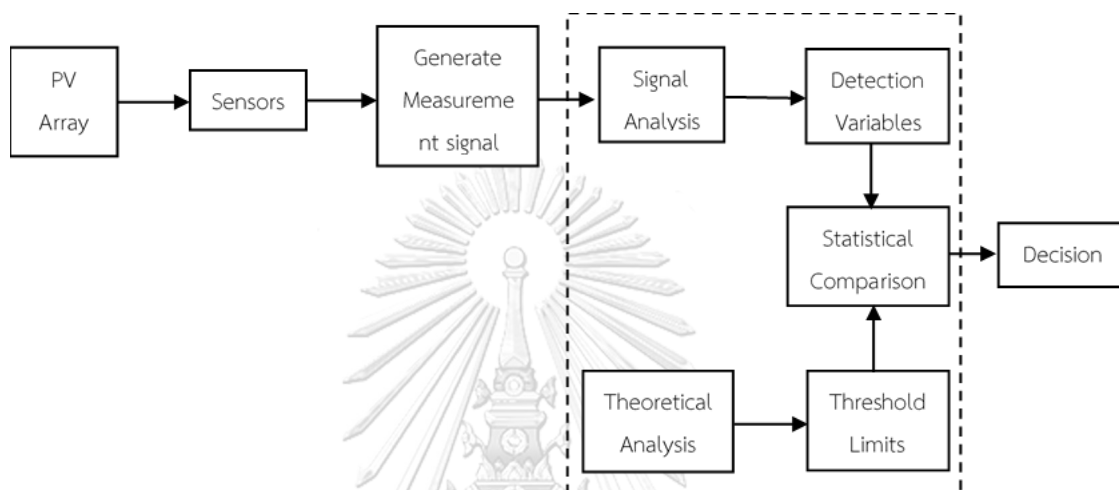 PV
Array
Sensors
Generate
Measureme
nt signal
Signal
Analysis
Detection
Variables
Statistical
Comparison
Decision
Theoretical
Analysis
Threshold
Limits